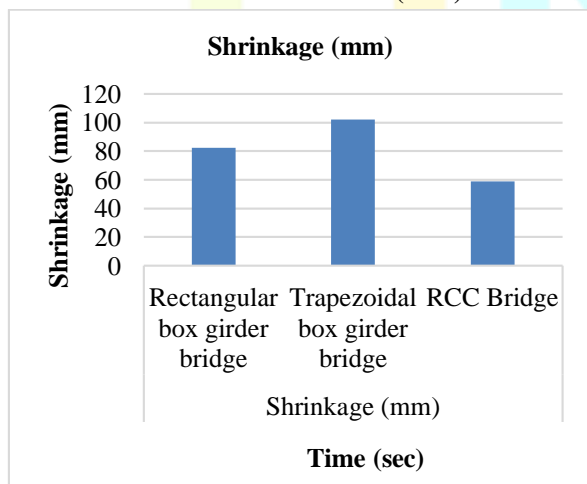 Shrinkage (mm)
Shrinkage (mm)
120
100
80
60
40
20
0
Rectangular box girder bridge
Trapezoidal box girder bridge
RCC Bridge
Shrinkage (mm)
Time (sec)